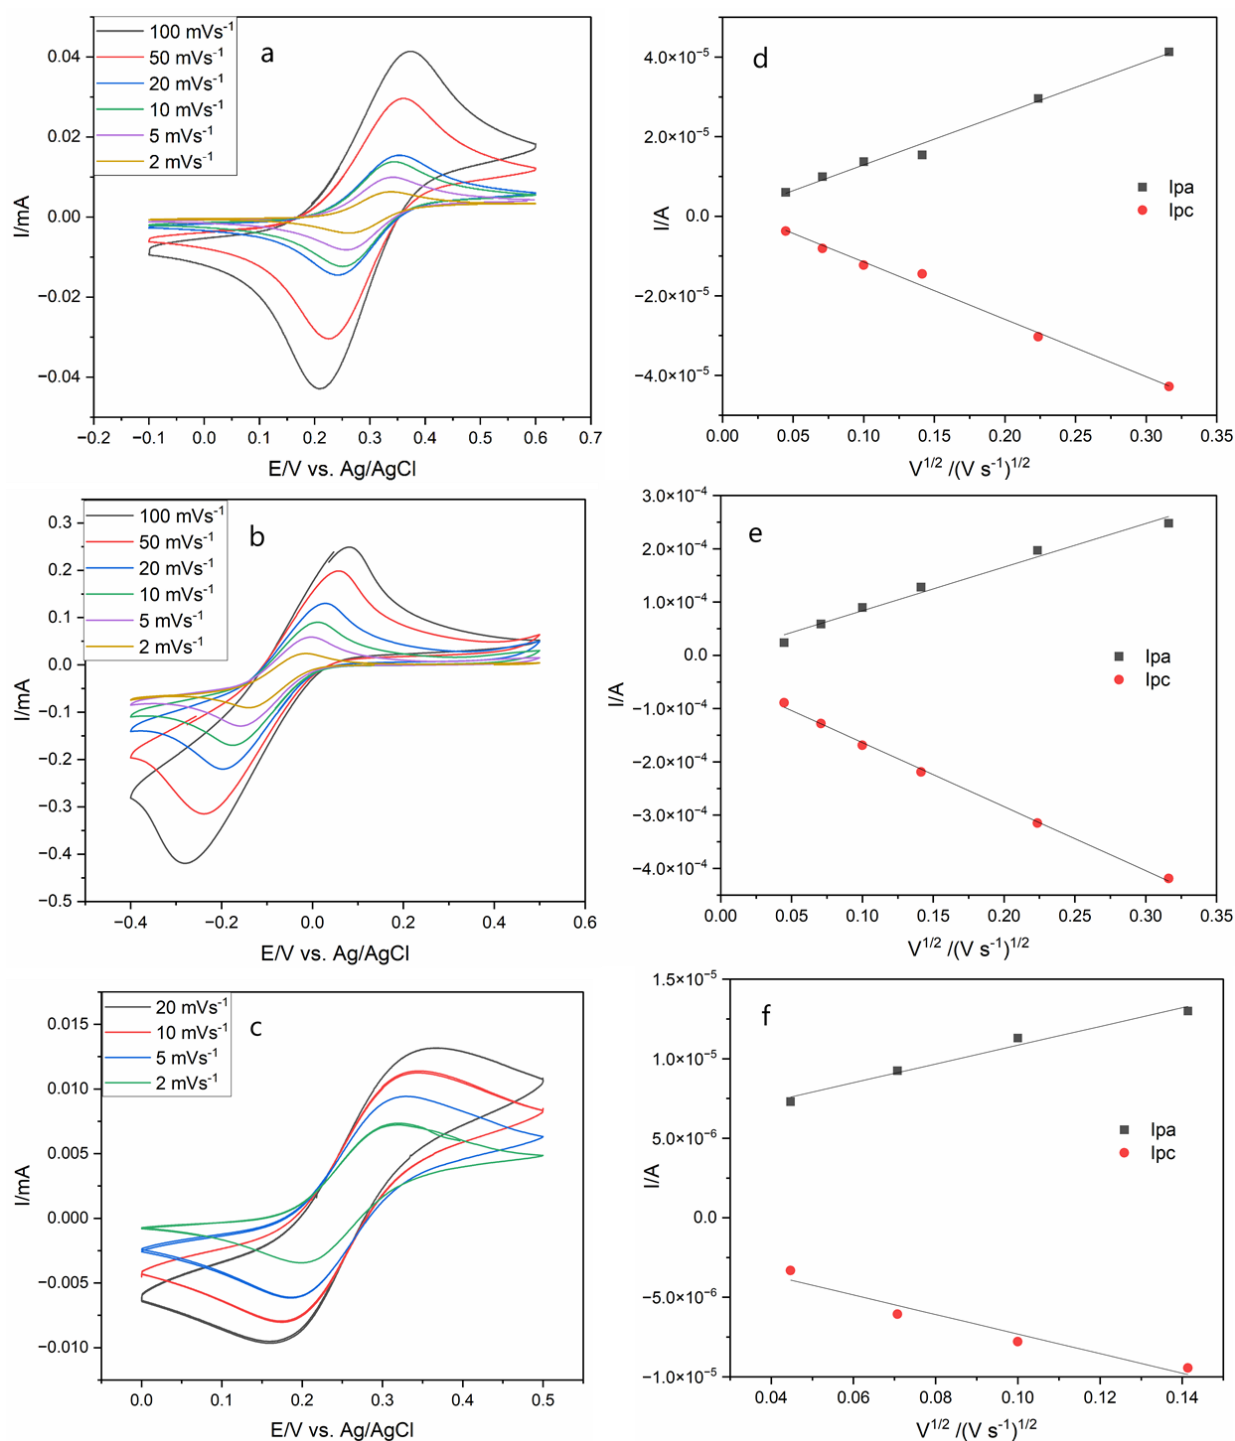 100 mVs⁻¹
50 mVs⁻¹
20 mVs⁻¹
10 mVs⁻¹
5 mVs⁻¹
2 mVs⁻¹
a
0.04
0.02
0.00
−0.02
−0.04
I/mA
−0.2 −0.1 0.0 0.1 0.2 0.3 0.4 0.5 0.6 0.7
E/V vs. Ag/AgCl
d
4.0×10⁻⁵
2.0×10⁻⁵
0.0
−2.0×10⁻⁵
−4.0×10⁻⁵
I/A
Ipa
Ipc
0.00 0.05 0.10 0.15 0.20 0.25 0.30 0.35
V¹ᐟ² /(V s⁻¹)¹ᐟ²
100 mVs⁻¹
50 mVs⁻¹
20 mVs⁻¹
10 mVs⁻¹
5 mVs⁻¹
2 mVs⁻¹
b
0.3
0.2
0.1
0.0
−0.1
−0.2
−0.3
−0.4
−0.5
I/mA
−0.4 −0.2 0.0 0.2 0.4 0.6
E/V vs. Ag/AgCl
e
3.0×10⁻⁴
2.0×10⁻⁴
1.0×10⁻⁴
0.0
−1.0×10⁻⁴
−2.0×10⁻⁴
−3.0×10⁻⁴
−4.0×10⁻⁴
I/A
Ipa
Ipc
0.00 0.05 0.10 0.15 0.20 0.25 0.30 0.35
V¹ᐟ² /(V s⁻¹)¹ᐟ²
20 mVs⁻¹
10 mVs⁻¹
5 mVs⁻¹
2 mVs⁻¹
c
0.015
0.010
0.005
0.000
−0.005
−0.010
I/mA
0.0 0.1 0.2 0.3 0.4 0.5
E/V vs. Ag/AgCl
f
1.5×10⁻⁵
1.0×10⁻⁵
5.0×10⁻⁶
0.0
−5.0×10⁻⁶
−1.0×10⁻⁵
I/A
Ipa
Ipc
0.04 0.06 0.08 0.10 0.12 0.14
V¹ᐟ² /(V s⁻¹)¹ᐟ²